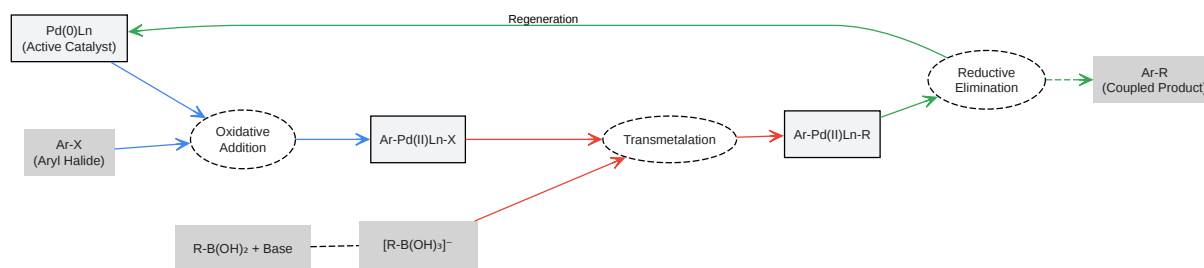 Regeneration
Pd(0)Ln
(Active Catalyst)
Reductive
Elimination
Ar-R
(Coupled Product)
Ar-X
(Aryl Halide)
Oxidative
Addition
Ar-Pd(II)Ln-X
Transmetalation
Ar-Pd(II)Ln-R
R-B(OH)₂ + Base
[R-B(OH)₃]⁻